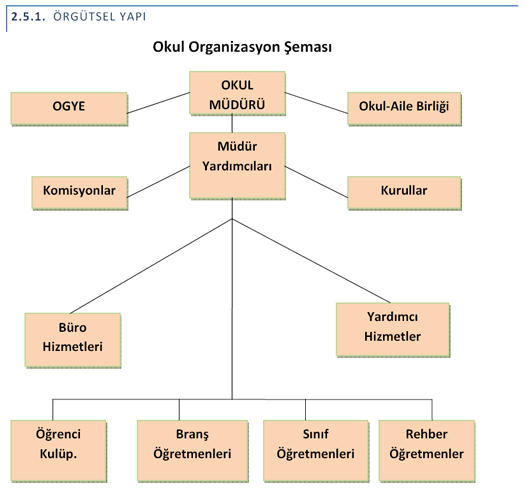 2.5.1. ÖRGÜTSEL YAPI
Okul Organizasyon Şeması
OKUL
MÜDÜRÜ
OGYE
Okul-Aile Birliği
Müdür
Yardımcıları
Komisyonlar
Kurullar
Büro
Hizmetleri
Yardımcı
Hizmetler
Öğrenci
Kulüp.
Branş
Öğretmenleri
Sınıf
Öğretmenleri
Rehber
Öğretmenler